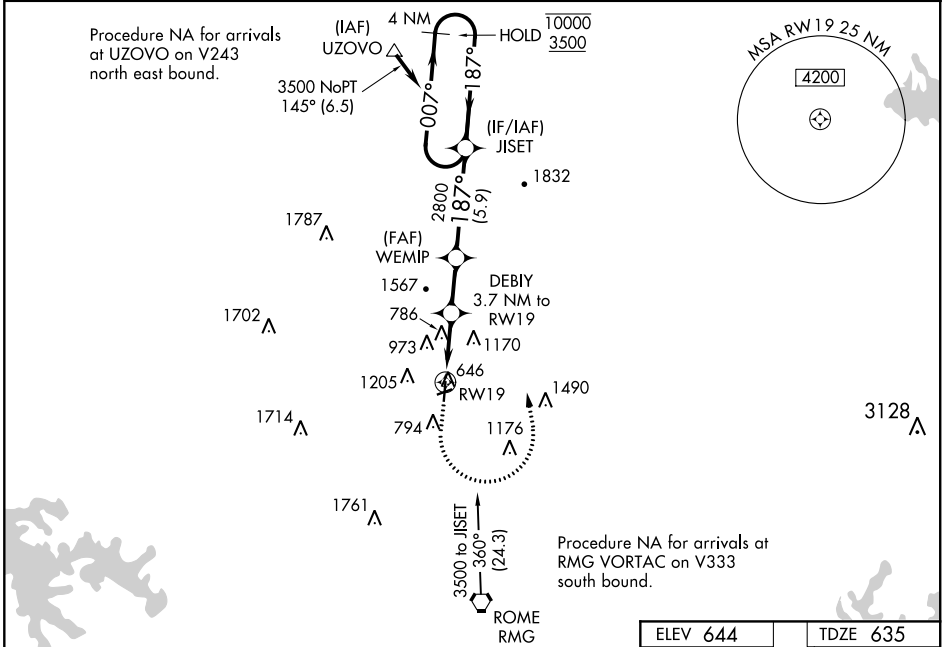 Procedure NA for arrivals
at UZOVO on V243
north east bound.
(IAF)
UZOVO
4 NM
HOLD
10000
3500
3500 NoPT
145° (6.5)
007°
187°
(IF/IAF)
JISET
MSA RW19 25 NM
4200
1832
2800
187°
(5.9)
1787
(FAF)
WEMIP
1567
DEBIY
3.7 NM to
RW19
1702
786
973
1170
1205
646
RW19
1490
1714
794
1176
3128
1761
3500 to JISET
360°
(24.3)
Procedure NA for arrivals at
RMG VORTAC on V333
south bound.
ROME
RMG
ELEV 644
TDZE 635